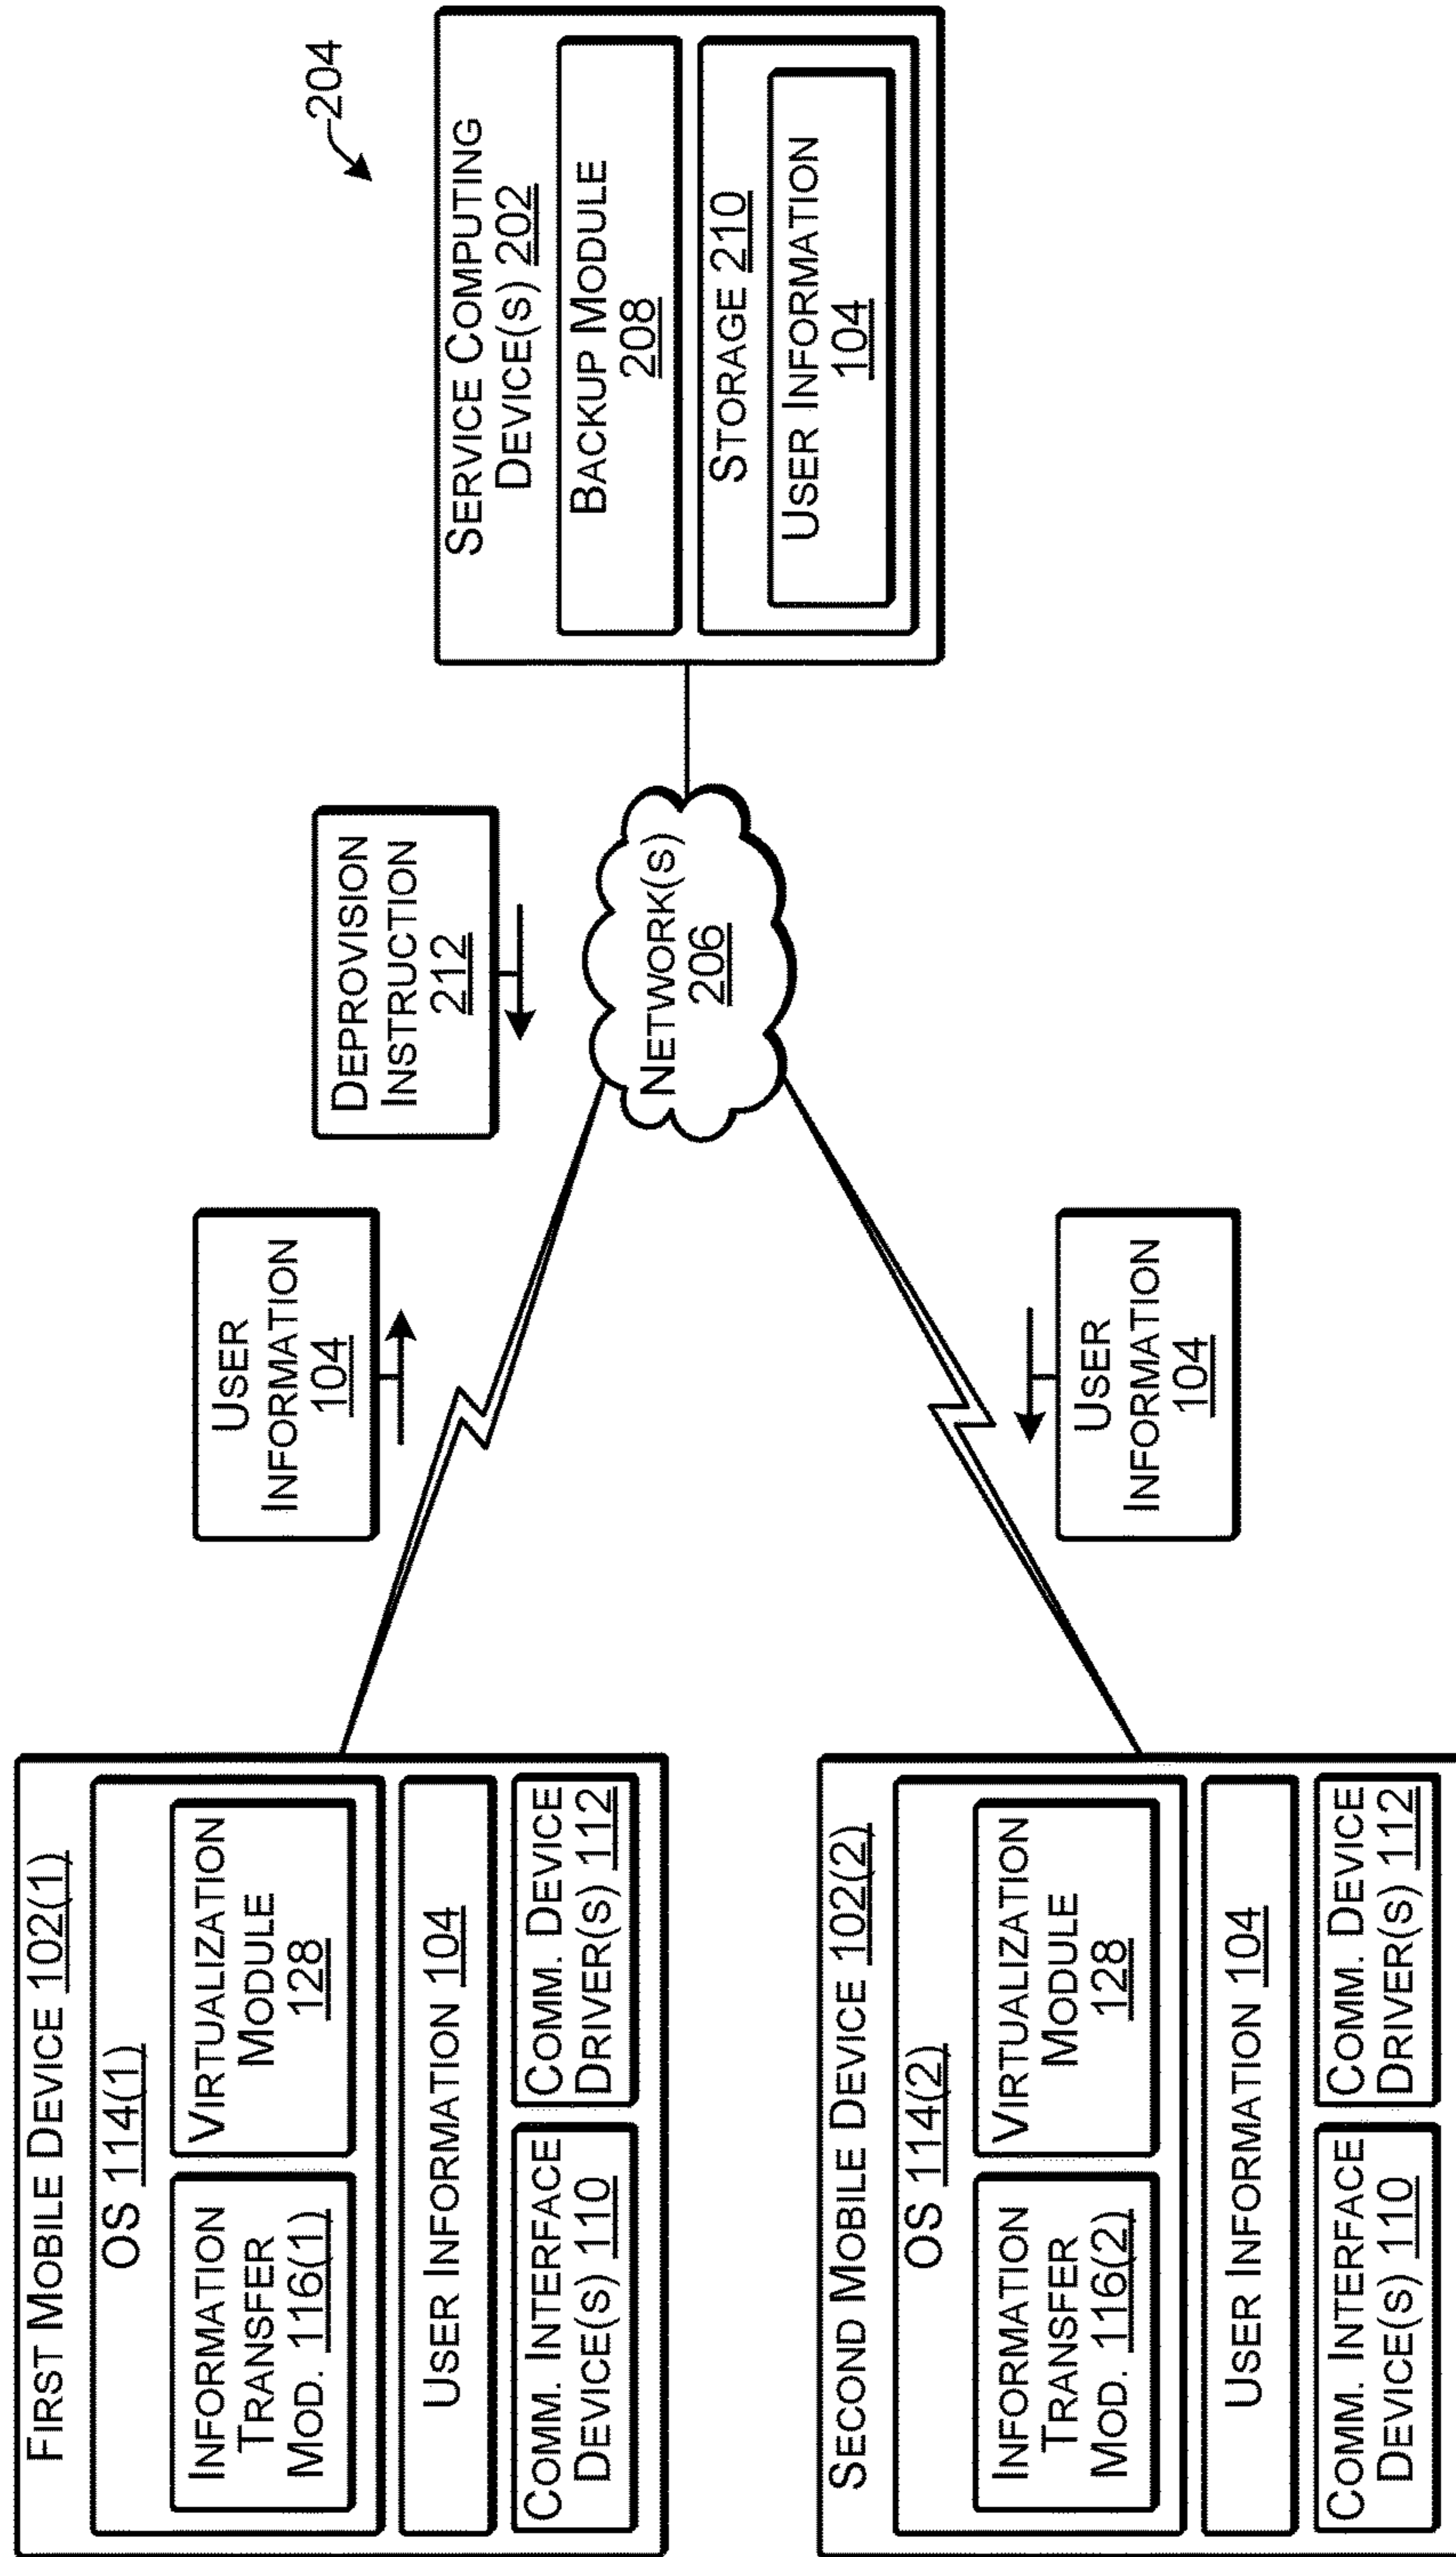 FIRST MOBILE DEVICE 102(1)
OS 114(1)
INFORMATION
TRANSFER
MOD. 116(1)
VIRTUALIZATION
MODULE
128
USER INFORMATION 104
COMM. INTERFACE
DEVICE(S) 110
COMM. DEVICE
DRIVER(S) 112
USER
INFORMATION
104
DEPROVISION
INSTRUCTION
212
204
SERVICE COMPUTING
DEVICE(S) 202
BACKUP MODULE
208
STORAGE 210
USER INFORMATION
104
NETWORK(S)
206
SECOND MOBILE DEVICE 102(2)
OS 114(2)
INFORMATION
TRANSFER
MOD. 116(2)
VIRTUALIZATION
MODULE
128
USER INFORMATION 104
COMM. INTERFACE
DEVICE(S) 110
COMM. DEVICE
DRIVER(S) 112
USER
INFORMATION
104